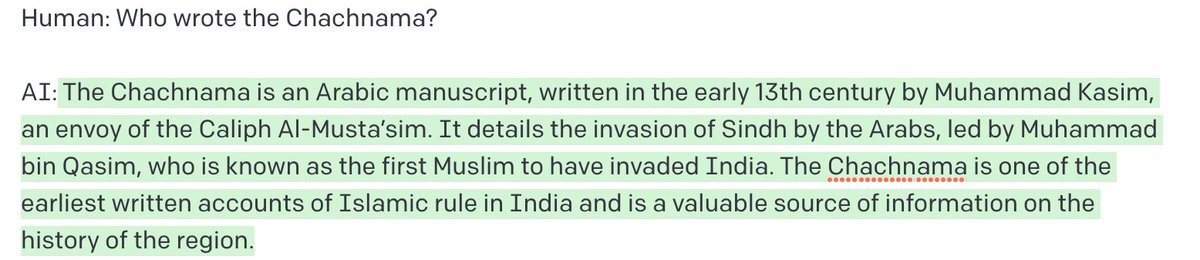 Human: Who wrote the Chachnama?
AI: The Chachnama is an Arabic manuscript, written in the early 13th century by Muhammad Kasim,
an envoy of the Caliph Al-Musta’sim. It details the invasion of Sindh by the Arabs, led by Muhammad
bin Qasim, who is known as the first Muslim to have invaded India. The Chachnama is one of the
earliest written accounts of Islamic rule in India and is a valuable source of information on the
history of the region.